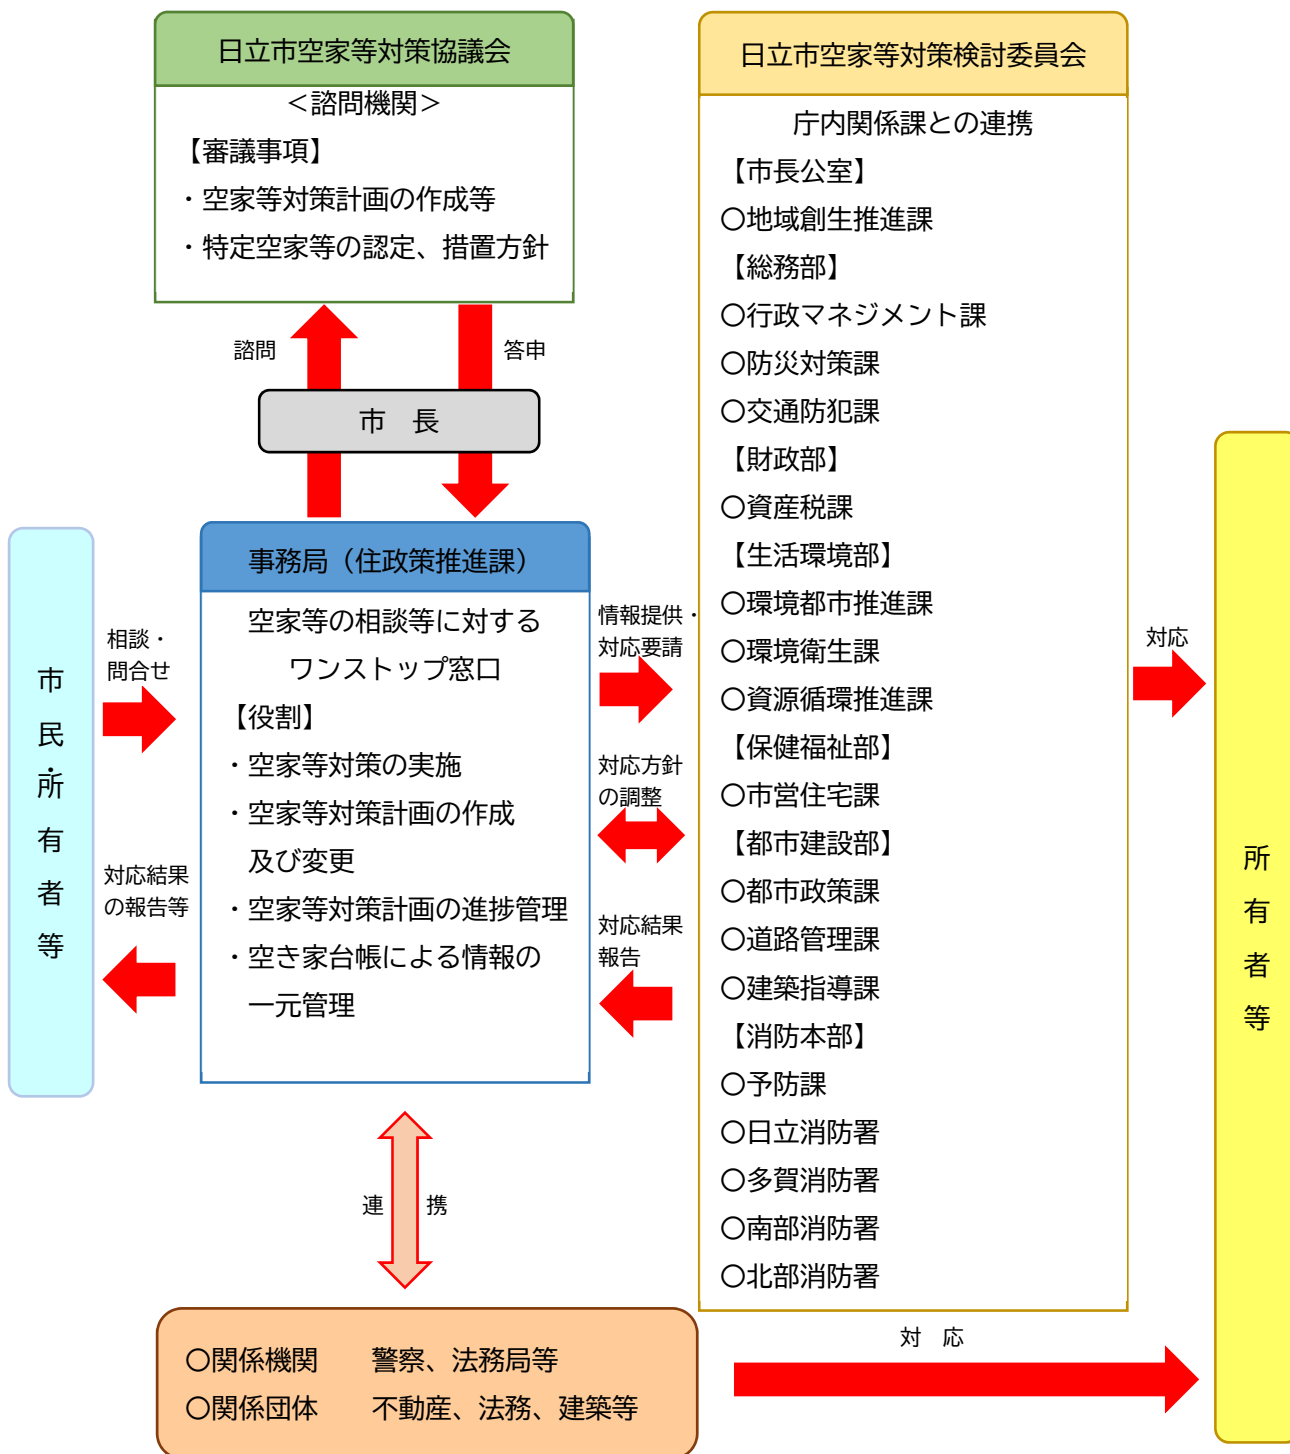 日立市空家等対策協議会
＜諮問機関＞
【審議事項】
・空家等対策計画の作成等
・特定空家等の認定、措置方針
諮問
答申
市　長
事務局（住政策推進課）
空家等の相談等に対する
ワンストップ窓口
【役割】
・空家等対策の実施
・空家等対策計画の作成
及び変更
・空家等対策計画の進捗管理
・空き家台帳による情報の
一元管理
市民・所有者等
相談・
問合せ
対応結果
の報告等
情報提供・
対応要請
対応方針
の調整
対応結果
報告
日立市空家等対策検討委員会
庁内関係課との連携
【市長公室】
〇地域創生推進課
【総務部】
〇行政マネジメント課
〇防災対策課
〇交通防犯課
【財政部】
〇資産税課
【生活環境部】
〇環境都市推進課
〇環境衛生課
〇資源循環推進課
【保健福祉部】
〇市営住宅課
【都市建設部】
〇都市政策課
〇道路管理課
〇建築指導課
【消防本部】
〇予防課
〇日立消防署
〇多賀消防署
〇南部消防署
〇北部消防署
対応
所有者等
連　携
〇関係機関　　警察、法務局等
〇関係団体　　不動産、法務、建築等
対　応